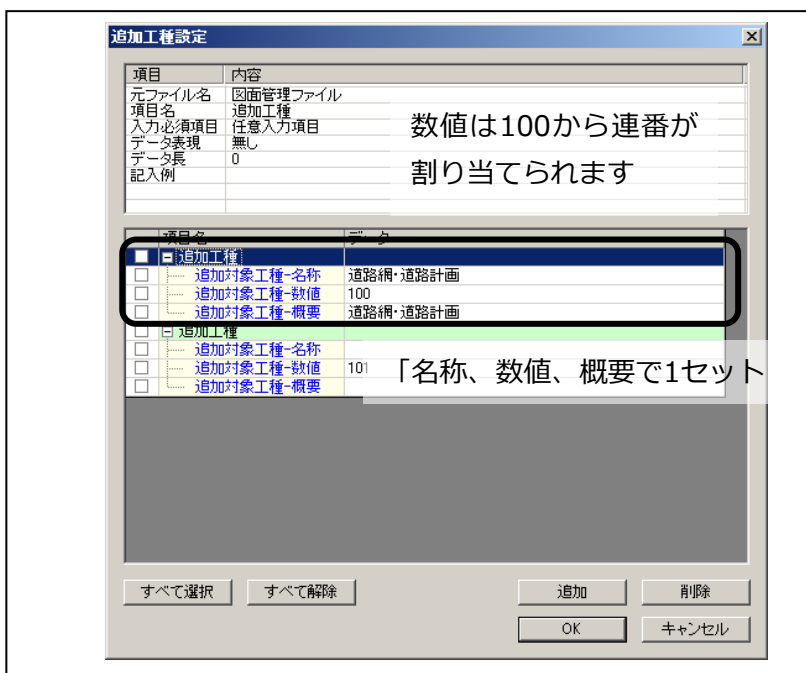 追加工種設定
項目 内容
元ファイル名 図面管理ファイル
項目名 追加工種
入力必須項目 任意入力項目
データ表現 無し
データ長 0
記入例
数値は100から連番が
割り当てられます
項目名 データ
追加工種
追加対象工種-名称 道路網・道路計画
追加対象工種-数値 100
追加対象工種-概要 道路網・道路計画
追加工種
追加対象工種-名称
追加対象工種-数値 101
追加対象工種-概要
「名称、数値、概要で1セット
すべて選択 すべて解除 追加 削除
OK キャンセル